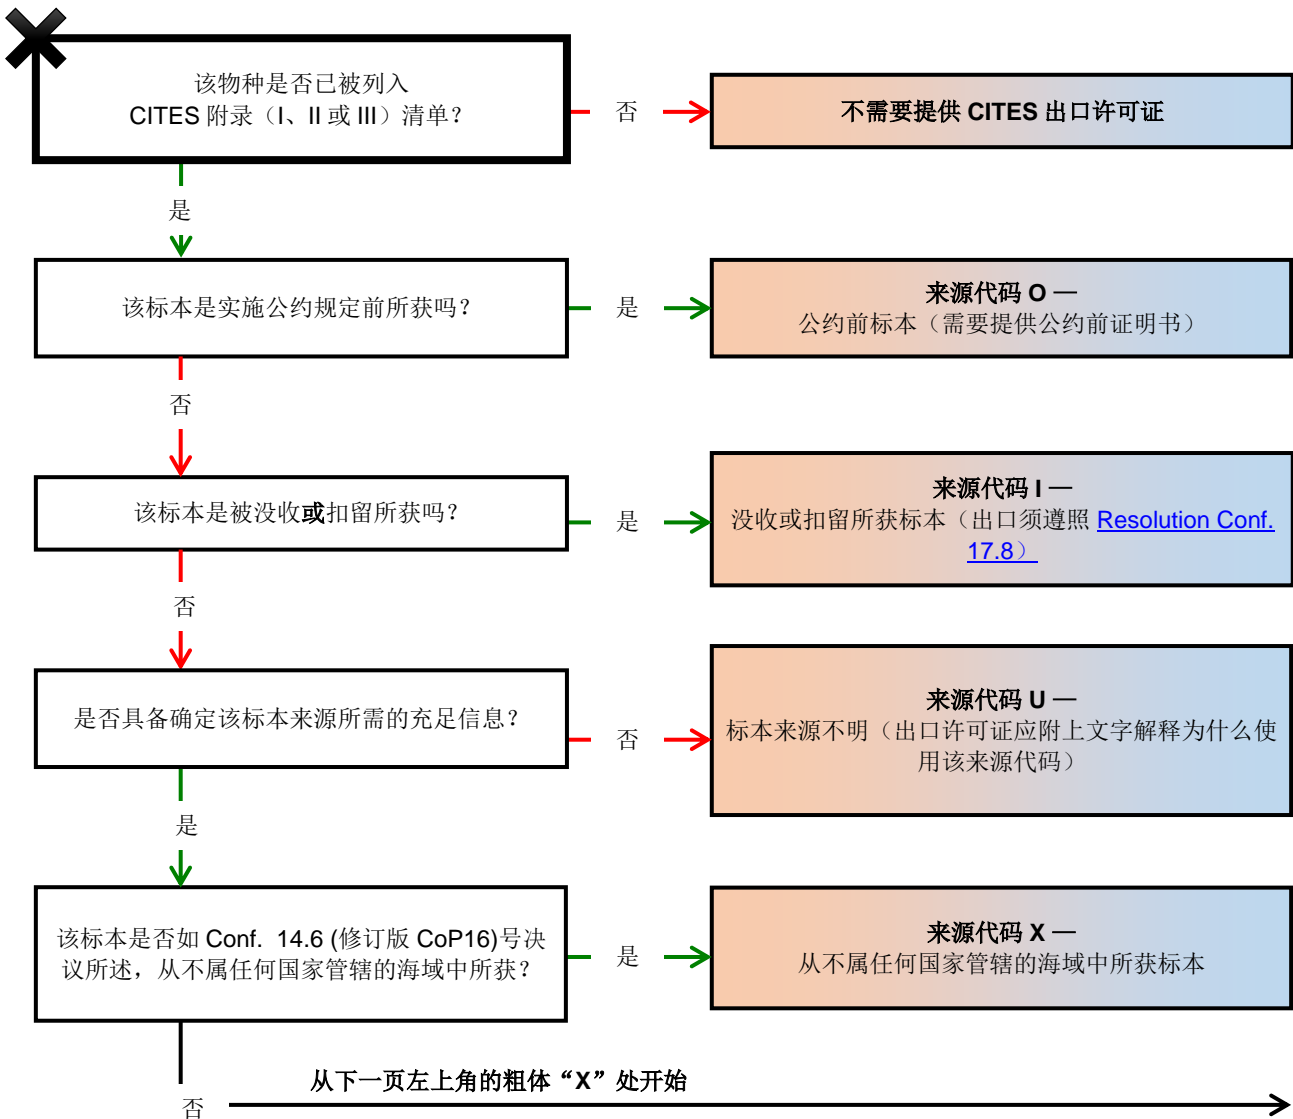 该物种是否已被列入
CITES 附录（I、II 或 III）清单？
否
不需要提供 CITES 出口许可证
是
该标本是实施公约规定前所获吗？
是
来源代码 O —
公约前标本（需要提供公约前证明书）
否
该标本是被没收或扣留所获吗？
是
来源代码 I —
没收或扣留所获标本（出口须遵照 Resolution Conf.
17.8）
否
是否具备确定该标本来源所需的充足信息？
否
来源代码 U —
标本来源不明（出口许可证应附上文字解释为什么使
用该来源代码）
是
该标本是否如 Conf. 14.6 (修订版 CoP16)号决
议所述，从不属任何国家管辖的海域中所获？
是
来源代码 X —
从不属任何国家管辖的海域中所获标本
从下一页左上角的粗体“X”处开始
否